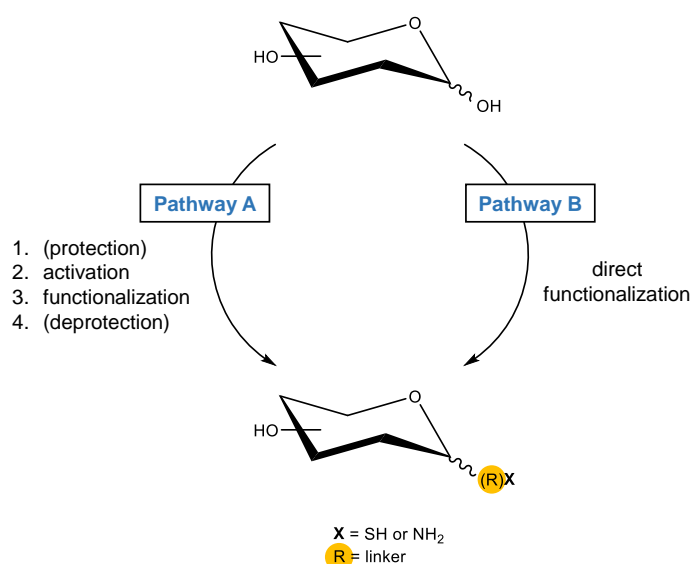 O
HO
OH
Pathway A
Pathway B
1. (protection)
2. activation
3. functionalization
4. (deprotection)
direct
functionalization
O
HO
(R)X
X = SH or NH₂
R = linker